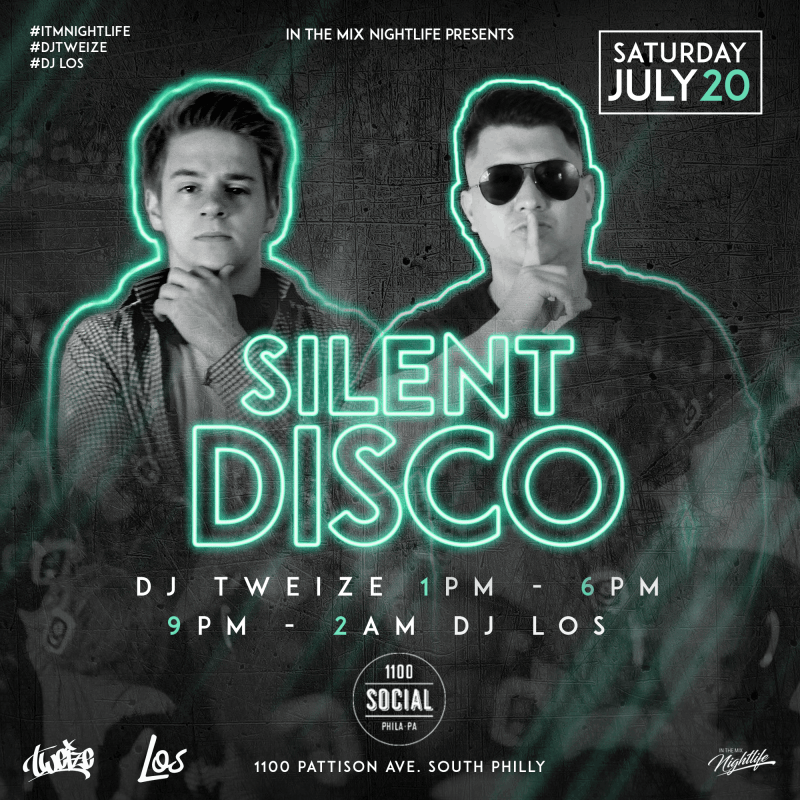 #ITMNIGHTLIFE
#DJTWEIZE
#DJ LOS
IN THE MIX NIGHTLIFE PRESENTS
SATURDAY
JULY 20
SILENT
DISCO
DJ TWEIZE 1PM - 6PM
9PM - 2AM DJ LOS
1100
SOCIAL
PHILA-PA
tweize
Los
1100 PATTISON AVE. SOUTH PHILLY
IN THE MIX
Nightlife